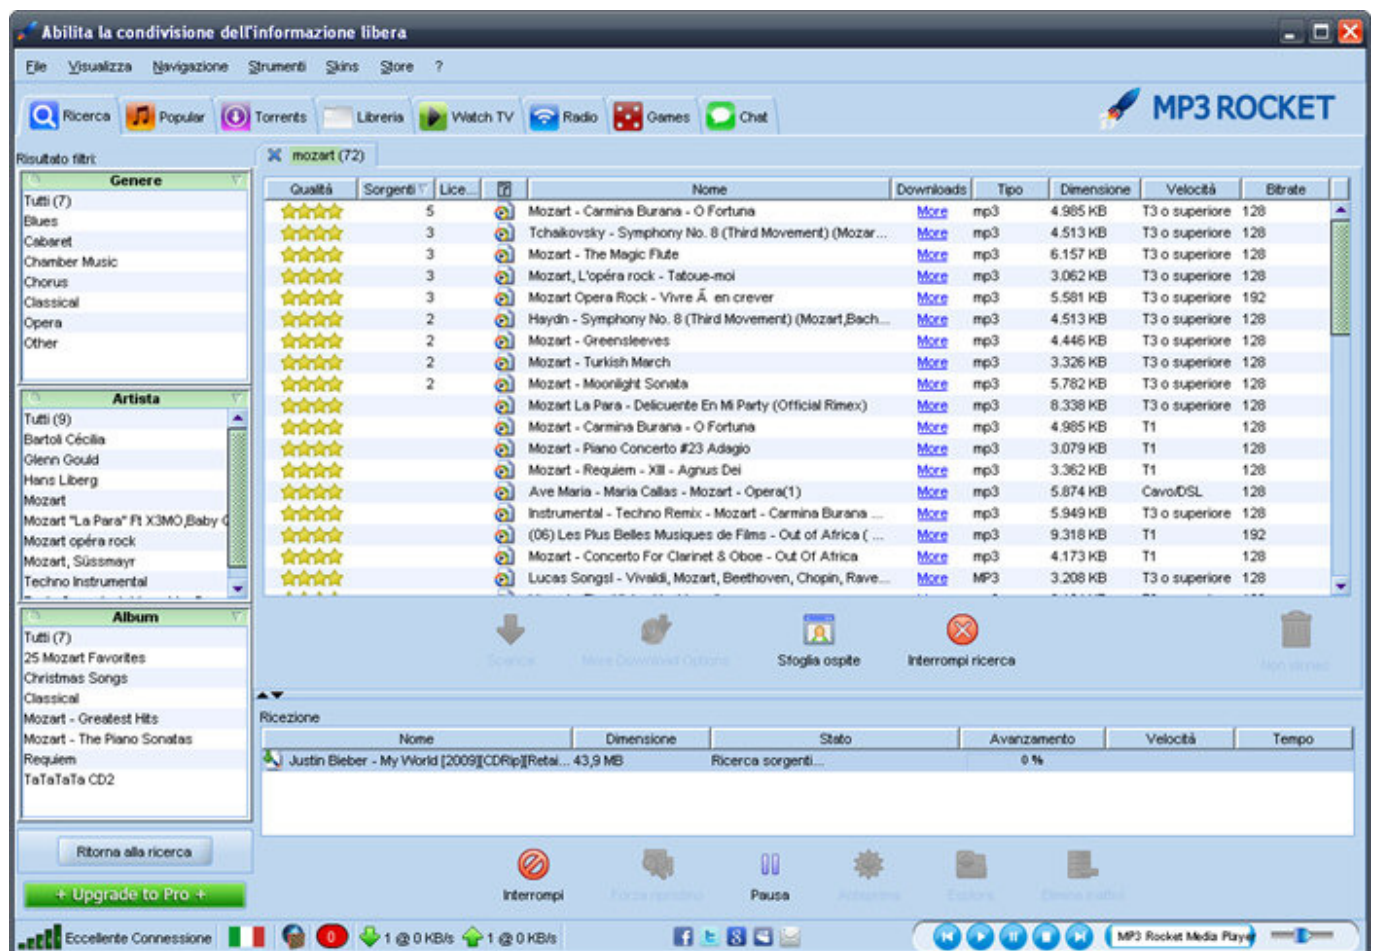 Abilita la condivisione dell'informazione libera
File Visualizza Navigazione Strumenti Skins Store ?
Ricerca Popular Torrents Libreria Watch TV Radio Games Chat MP3 ROCKET
Risultato filtri:
Genere
Tutti (7)
Blues
Cabaret
Chamber Music
Chorus
Classical
Opera
Other
Artista
Tutti (9)
Bartoli Cécilia
Glenn Gould
Hans Liberg
Mozart
Mozart "La Para" Ft X3MO,Baby
Mozart opéra rock
Mozart, Süssmayr
Techno Instrumental
Album
Tutti (7)
25 Mozart Favorites
Christmas Songs
Classical
Mozart - Greatest Hits
Mozart - The Piano Sonatas
Requiem
TaTaTaTa CD2
Ritorna alla ricerca
+ Upgrade to Pro +
mozart (72)
Qualità Sorgenti Lice... Nome Downloads Tipo Dimensione Velocità Bitrate
5 Mozart - Carmina Burana - O Fortuna More mp3 4.985 KB T3 o superiore 128
3 Tchaikovsky - Symphony No. 8 (Third Movement) (Mozar... More mp3 4.513 KB T3 o superiore 128
3 Mozart - The Magic Flute More mp3 6.157 KB T3 o superiore 128
3 Mozart, L'opéra rock - Tatoue-moi More mp3 3.062 KB T3 o superiore 128
3 Mozart Opera Rock - Vivre Ã en crever More mp3 5.581 KB T3 o superiore 192
2 Haydn - Symphony No. 8 (Third Movement) (Mozart,Bach... More mp3 4.513 KB T3 o superiore 128
2 Mozart - Greensleeves More mp3 4.446 KB T3 o superiore 128
2 Mozart - Turkish March More mp3 3.326 KB T3 o superiore 128
2 Mozart - Moonlight Sonata More mp3 5.782 KB T3 o superiore 128
Mozart La Para - Delicuente En Mi Party (Official Rimex) More mp3 8.338 KB T3 o superiore 128
Mozart - Carmina Burana - O Fortuna More mp3 4.985 KB T1 128
Mozart - Piano Concerto #23 Adagio More mp3 3.079 KB T1 128
Mozart - Requiem - XIII - Agnus Dei More mp3 3.362 KB T1 128
Ave Maria - Maria Callas - Mozart - Opera(1) More mp3 5.874 KB Cavo/DSL 128
Instrumental - Techno Remix - Mozart - Carmina Burana ... More mp3 5.949 KB T3 o superiore 128
(06) Les Plus Belles Musiques de Films - Out of Africa ( ... More mp3 9.318 KB T1 192
Mozart - Concerto For Clarinet & Oboe - Out Of Africa More mp3 4.173 KB T1 128
Lucas Songsl - Vivaldi, Mozart, Beethoven, Chopin, Rave... More MP3 3.208 KB T3 o superiore 128
Scarica More Download Options Sfoglia ospite Interrompi ricerca
Ricezione
Nome Dimensione Stato Avanzamento Velocità Tempo
Justin Bieber - My World [2009][CDRip][Retai... 43,9 MB Ricerca sorgenti... 0 %
Interrompi Pausa
Eccellente Connessione 0 1 @ 0 KB/s 1 @ 0 KB/s MP3 Rocket Media Player